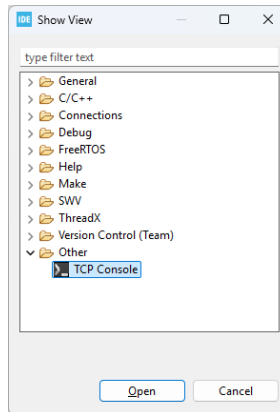 IDE Show View
type filter text
General
C/C++
Connections
Debug
FreeRTOS
Help
Make
SWV
ThreadX
Version Control (Team)
Other
TCP Console
Open Cancel